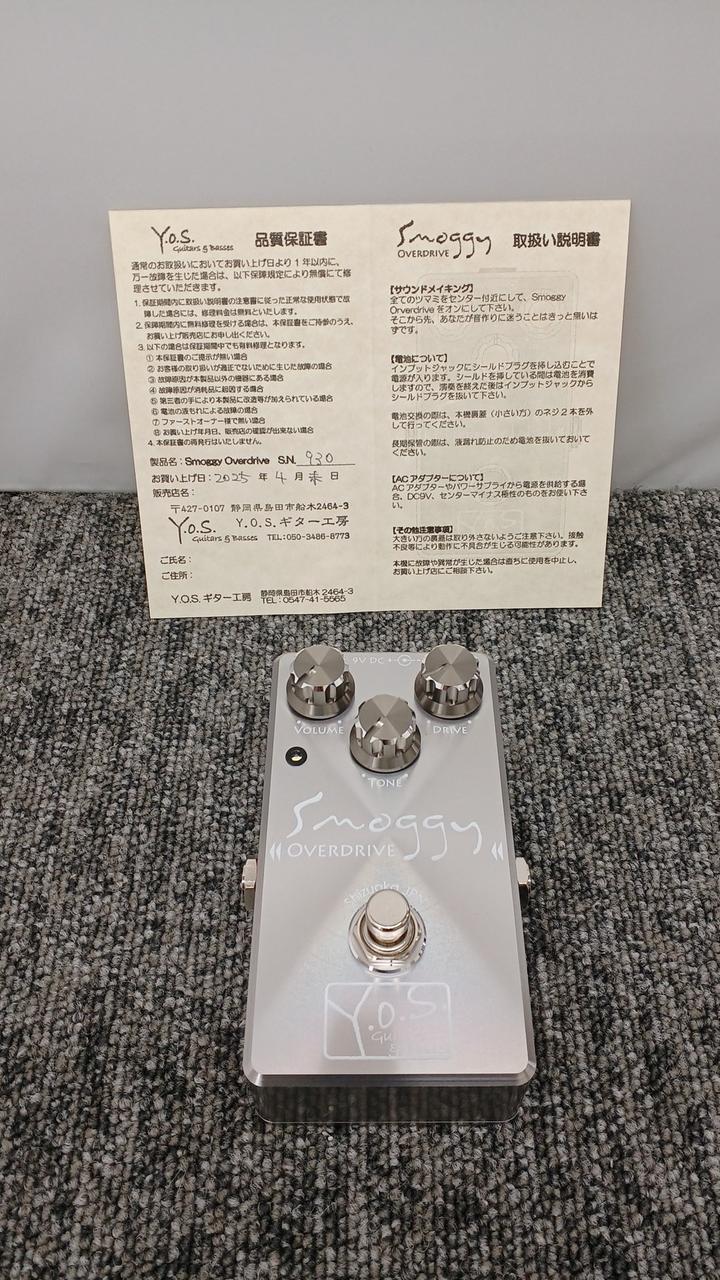 Y.O.S.
Guitars & Basses
品質保証書
通常のお取扱いにおいてお買い上げ日より1年以内に、
万一故障を生じた場合は、以下保障規定により無償にて修
理させていただきます。
1. 保証期間内に取扱い説明書の注意書に従った正常な使用状態で故
障した場合には、修理料金は無料といたします。
2. 保障期間内に無料修理を受ける場合は、本保証書をご持参のうえ、
お買い上げ販売店にお申し出ください。
3. 以下の場合は保証期間中でも有料修理となります。
① 本保証書のご提示が無い場合
② お客様の取り扱いが適正でないために生じた故障の場合
③ 故障原因が本製品以外の機器にある場合
④ 故障原因が消耗品に起因する場合
⑤ 第三者の手により本製品に改造等が加えられている場合
⑥ 電池の液もれによる故障の場合
⑦ ファーストオーナー様で無い場合
⑧ お買い上げ年月日、販売店の確認が出来ない場合
4. 本保証書の再発行はいたしません。
製品名：Smoggy Overdrive S.N. 930
お買い上げ日：2025 年 4 月 末 日
販売店名：
〒427-0107 静岡県島田市船木2464-3
Y.O.S.
Guitars & Basses
Y.O.S.ギター工房
TEL:050-3486-8773
ご氏名：
ご住所：
Y.O.S.ギター工房
静岡県島田市船木2464-3
TEL：0547-41-5565
Smoggy
OVERDRIVE
取扱い説明書
【サウンドメイキング】
全てのツマミをセンター付近にして、Smoggy
Orverdrive をオンにして下さい。
そこから先、あなたが音作りに迷うことはきっと無いは
ずです。
【電池について】
インプットジャックにシールドプラグを挿し込むことで
電源が入ります。シールドを挿している間は電池を消費
しますので、演奏を終えた後はインプットジャックから
シールドプラグを抜いて下さい。
電池交換の際は、本機裏蓋（小さい方）のネジ2本を外
して行ってください。
長期保管の際は、液漏れ防止のため電池を抜いておいて
ください。
【ACアダプターについて】
ACアダプターやパワーサプライから電源を供給する場
合、DC9V、センターマイナス極性のものをお使い下さ
い。
【その他注意事項】
大きい方の裏蓋は取り外さないようご注意下さい。接触
不良等により動作に不具合が生じる可能性があります。
本機に故障や異常が生じた場合は直ちに使用を中止し、
お買い上げ店にご相談下さい。
9V DC
VOLUME
DRIVE
TONE
Smoggy
OVERDRIVE
Shizuoka JPN
Y.O.S.